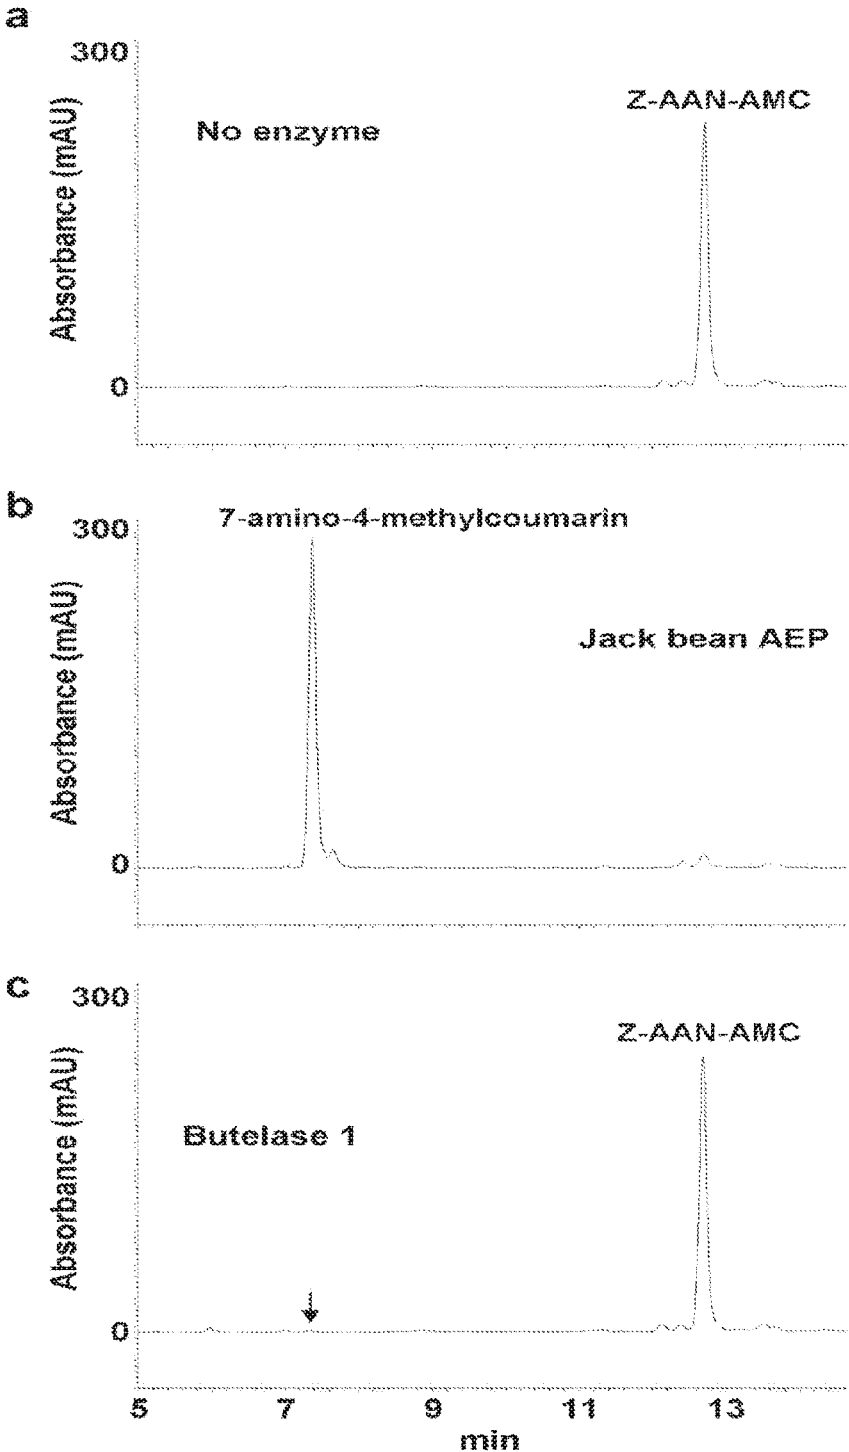 a
300
Z-AAN-AMC
No enzyme
Absorbance (mAU)
0
b
300
7-amino-4-methylcoumarin
Jack bean AEP
Absorbance (mAU)
0
c
300
Z-AAN-AMC
Butelase 1
Absorbance (mAU)
0
5 7 9 11 13
min